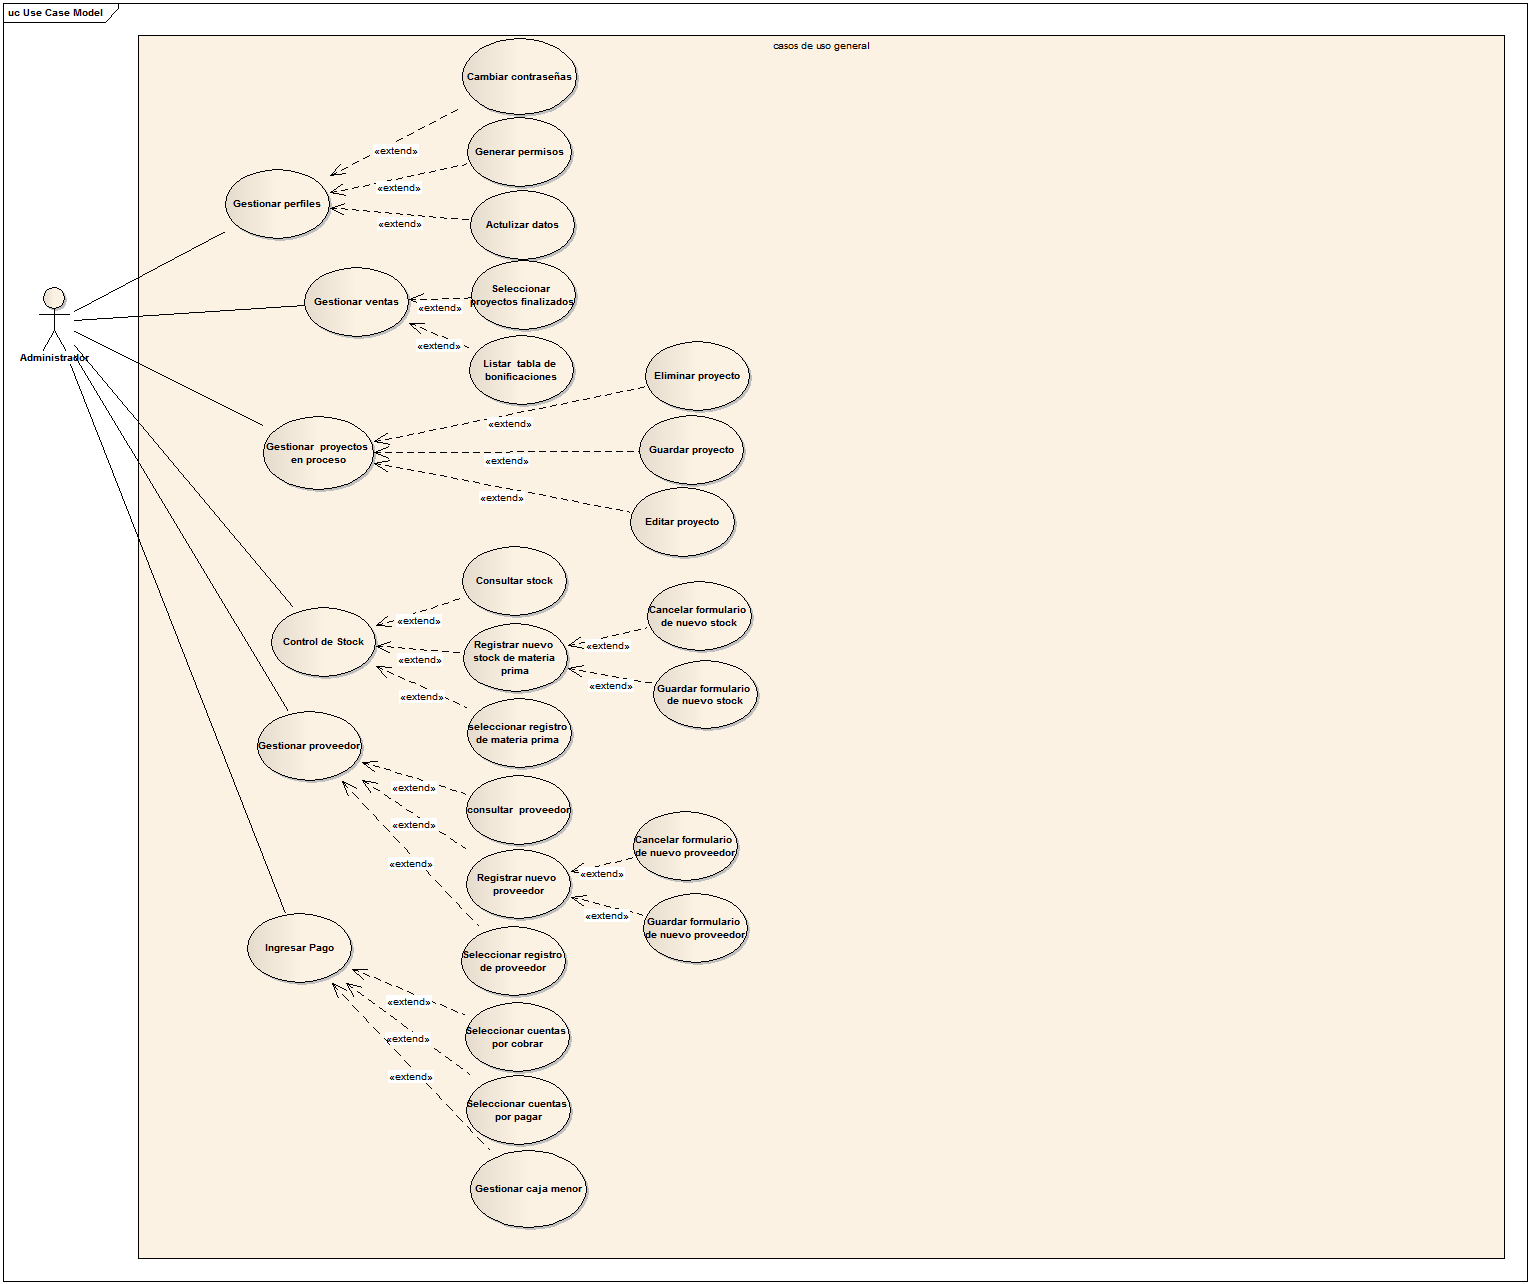 uc Use Case Model
casos de uso general
Cambiar contraseñas
«extend»
Generar permisos
«extend»
Gestionar perfiles
Actulizar datos
«extend»
Seleccionar
proyectos finalizados
Gestionar ventas
«extend»
«extend»
Administrador
Listar tabla de
bonificaciones
Eliminar proyecto
«extend»
Gestionar proyectos
en proceso
Guardar proyecto
«extend»
«extend»
Editar proyecto
Consultar stock
«extend»
Cancelar formulario
de nuevo stock
Control de Stock
Registrar nuevo
stock de materia
prima
«extend»
«extend»
«extend»
Guardar formulario
de nuevo stock
«extend»
seleccionar registro
de materia prima
Gestionar proveedor
«extend»
consultar proveedor
«extend»
Cancelar formulario
de nuevo proveedor
«extend»
Registrar nuevo
proveedor
«extend»
«extend»
Guardar formulario
de nuevo proveedor
Ingresar Pago
Seleccionar registro
de proveedor
«extend»
Seleccionar cuentas
por cobrar
«extend»
«extend»
Seleccionar cuentas
por pagar
Gestionar caja menor